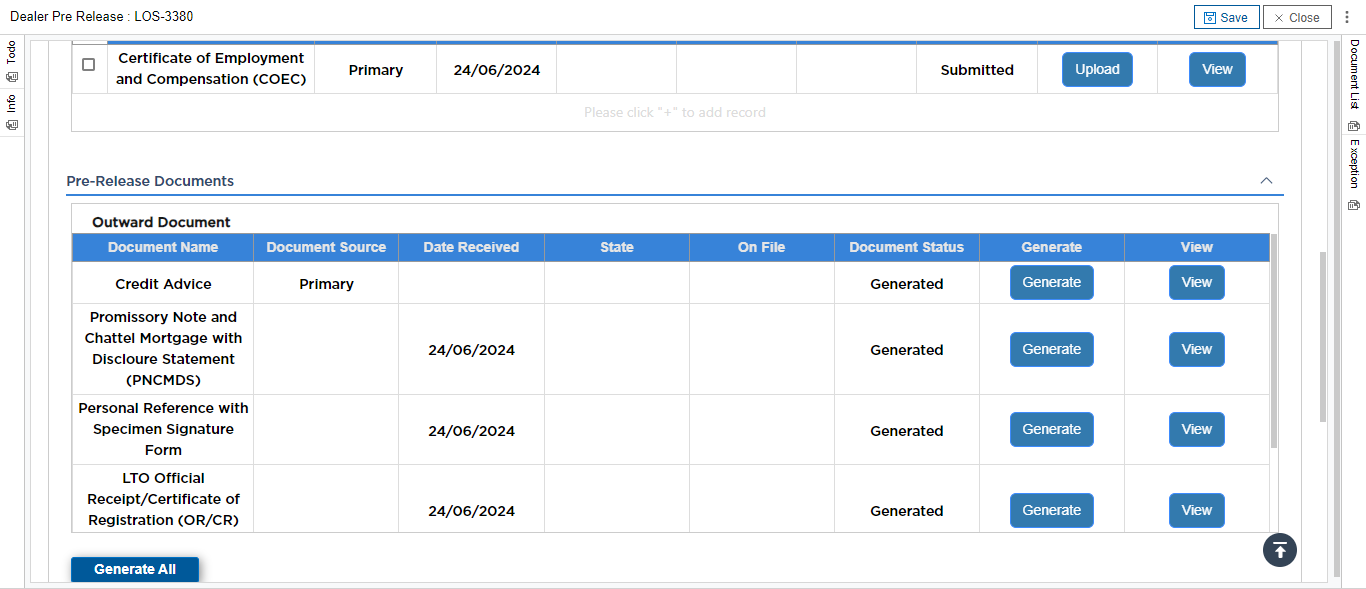 Dealer Pre Release : LOS-3380
Save
Close
Todo
Info
Document List
Exception
Certificate of Employment
and Compensation (COEC)
Primary
24/06/2024
Submitted
Upload
View
Please click "+" to add record
Pre-Release Documents
Outward Document
Document Name
Document Source
Date Received
State
On File
Document Status
Generate
View
Credit Advice
Primary
Generated
Generate
View
Promissory Note and
Chattel Mortgage with
Discloure Statement
(PNCMDS)
24/06/2024
Generated
Generate
View
Personal Reference with
Specimen Signature
Form
24/06/2024
Generated
Generate
View
LTO Official
Receipt/Certificate of
Registration (OR/CR)
24/06/2024
Generated
Generate
View
Generate All